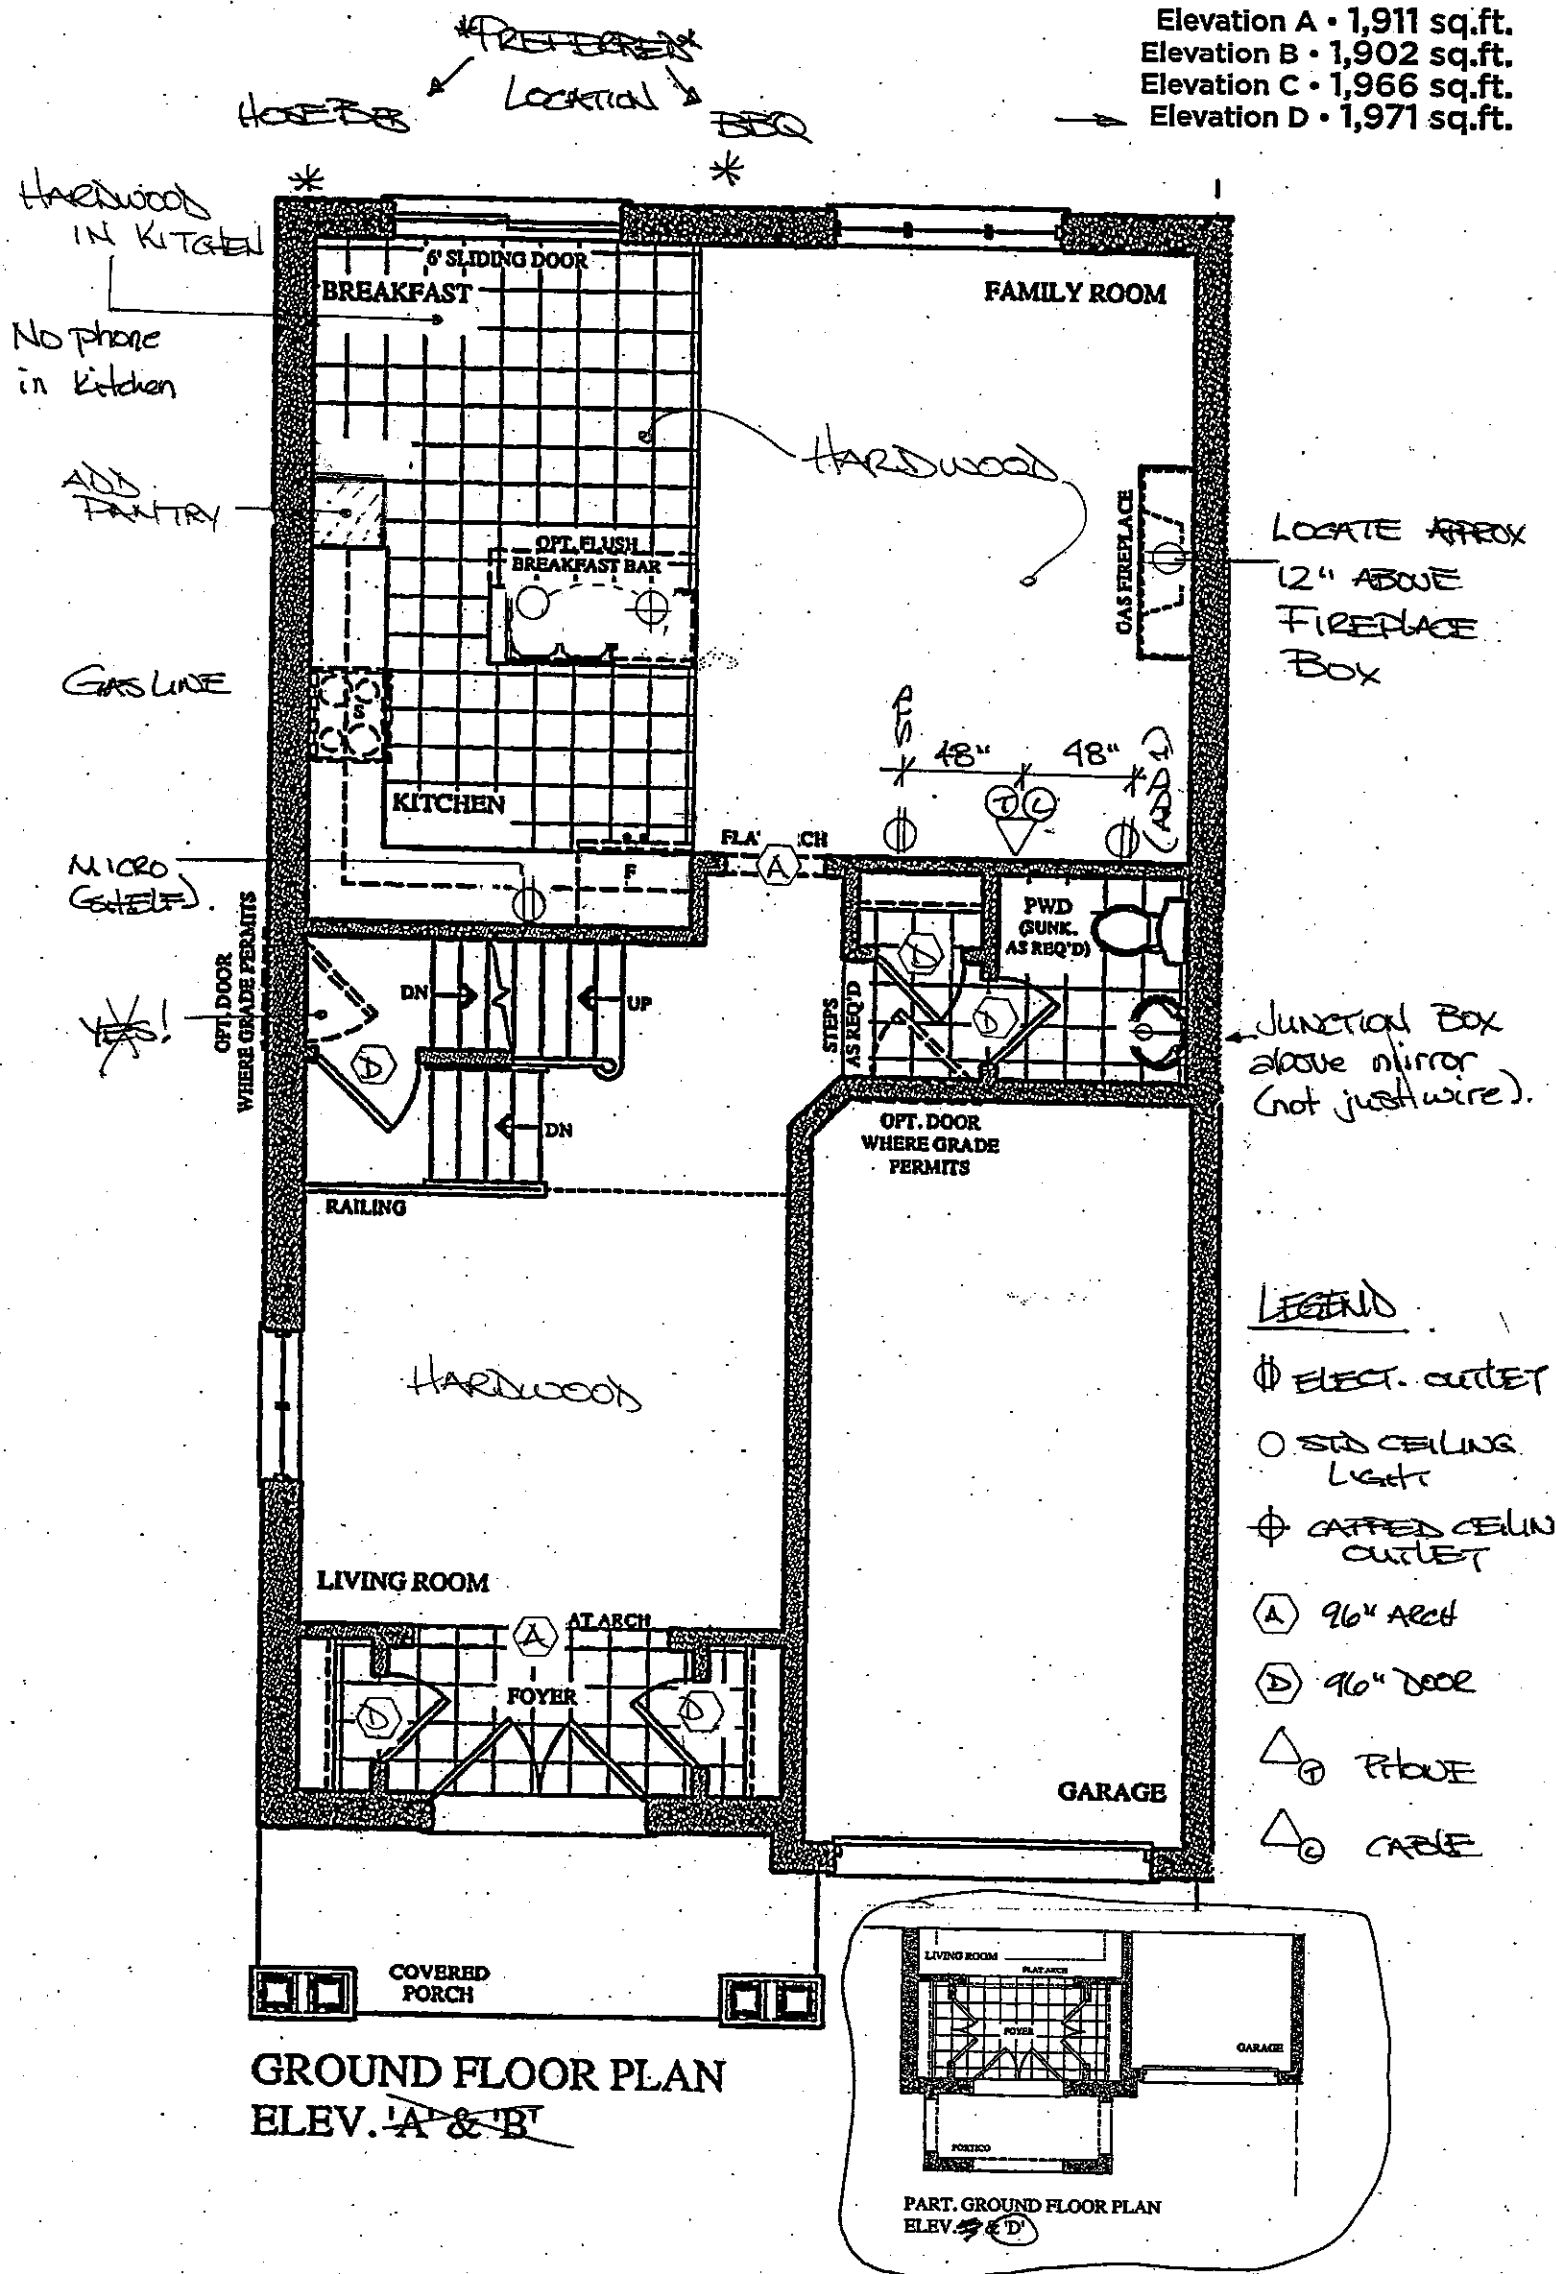 Elevation A • 1,911 sq.ft.
Elevation B • 1,902 sq.ft.
Elevation C • 1,966 sq.ft.
Elevation D • 1,971 sq.ft.
*PREFERRED*
LOCATION
HOSE BIB
BBQ
*
*
HARDWOOD
IN KITCHEN
6' SLIDING DOOR
BREAKFAST
FAMILY ROOM
No phone
in kitchen
HARDWOOD
ADD
PANTRY
OPT. FLUSH
BREAKFAST BAR
GAS FIREPLACE
LOCATE APPROX
12" ABOVE
FIREPLACE
BOX
GAS LINE
S
48"
48"
(ADD 1)
T
C
KITCHEN
FLA
CH
A
MICRO
(SHELF).
F
PWD
(SUNK.
AS REQ'D)
D
OPT. DOOR
WHERE GRADE PERMITS
DN
UP
STEPS
AS REQ'D
D
YES!
D
JUNCTION BOX
above mirror
(not just wire).
DN
OPT. DOOR
WHERE GRADE
PERMITS
RAILING
LEGEND
ELECT. OUTLET
STD CEILING
LIGHT
CAPPED CEILIN
OUTLET
A 96" ARCH
D 96" DOOR
T PHONE
C CABLE
HARDWOOD
LIVING ROOM
A
AT ARCH
FOYER
D
D
GARAGE
COVERED
PORCH
GROUND FLOOR PLAN
ELEV. 'A' & 'B'
LIVING ROOM
FLAT ARCH
FOYER
GARAGE
PORTICO
PART. GROUND FLOOR PLAN
ELEV. & 'D'